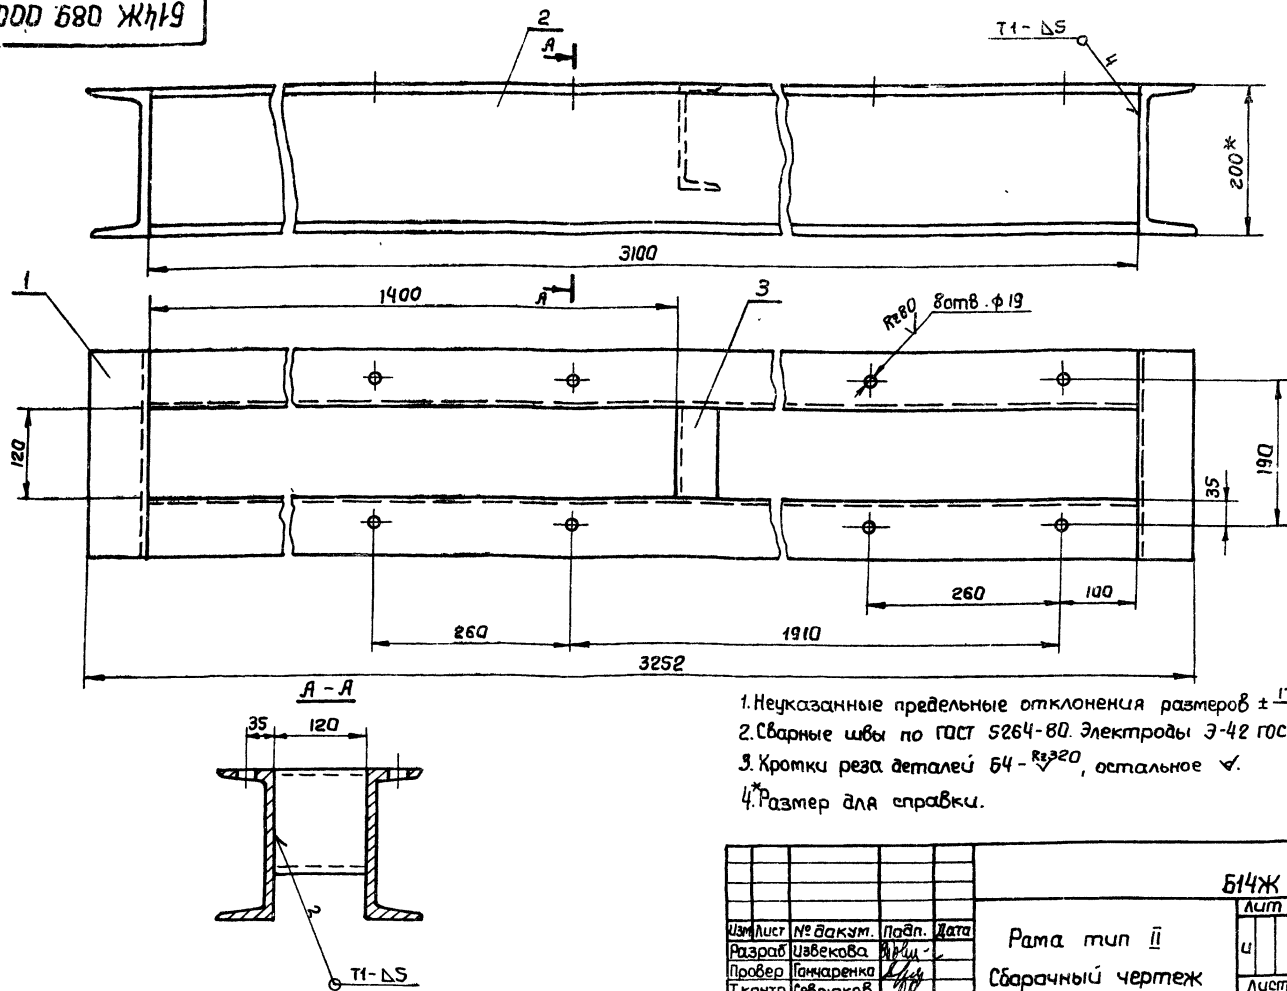 Б14Ж 089 000
2
А
Т1-⊿5
4
200*
3100
1
1400
А
3
Rz80
8отв. ф19
120
190
35
260
100
260
1910
3252
А-А
35
120
2
Т1-⊿5
1. Неуказанные предельные отклонения размеров ±
2. Сварные швы по ГОСТ 5264-80. Электроды Э-42 ГОС
3. Кромки реза деталей Б4 - Rz320, остальное
4.* Размер для справки.
Б14Ж
Лит
Изм Лист № докум. Подп. Дата
Разраб Извекова
Провер Ганчаренко
Т.контр
Рама тип II
Сборачный чертеж
и
Лист